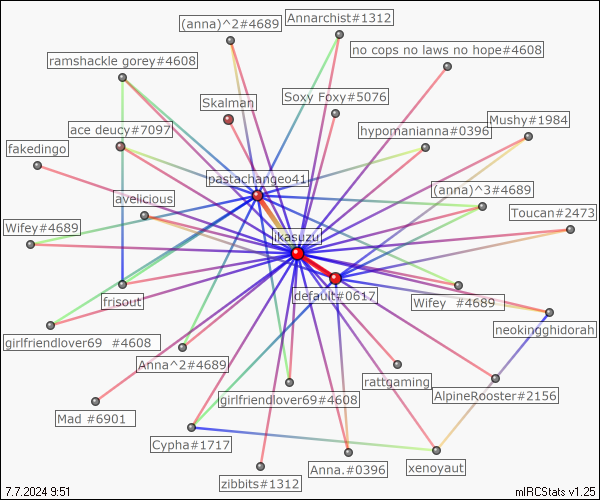 (anna)^2#4689
Annarchist#1312
no cops no laws no hope#4608
ramshackle gorey#4608
Skalman
Soxy Foxy#5076
Mushy#1984
ace deucy#7097
hypomanianna#0396
fakedingo
pastachangeo41
(anna)^3#4689
avelicious
Toucan#2473
Wifey#4689
ikasuzu
default#0617
frisout
Wifey  #4689
neokingghidorah
girlfriendlover69  #4608
Anna^2#4689
rattgaming
girlfriendlover69#4608
AlpineRooster#2156
Mad #6901
Cypha#1717
Anna.#0396
xenoyaut
zibbits#1312
7.7.2024 9:51
mIRCStats v1.25